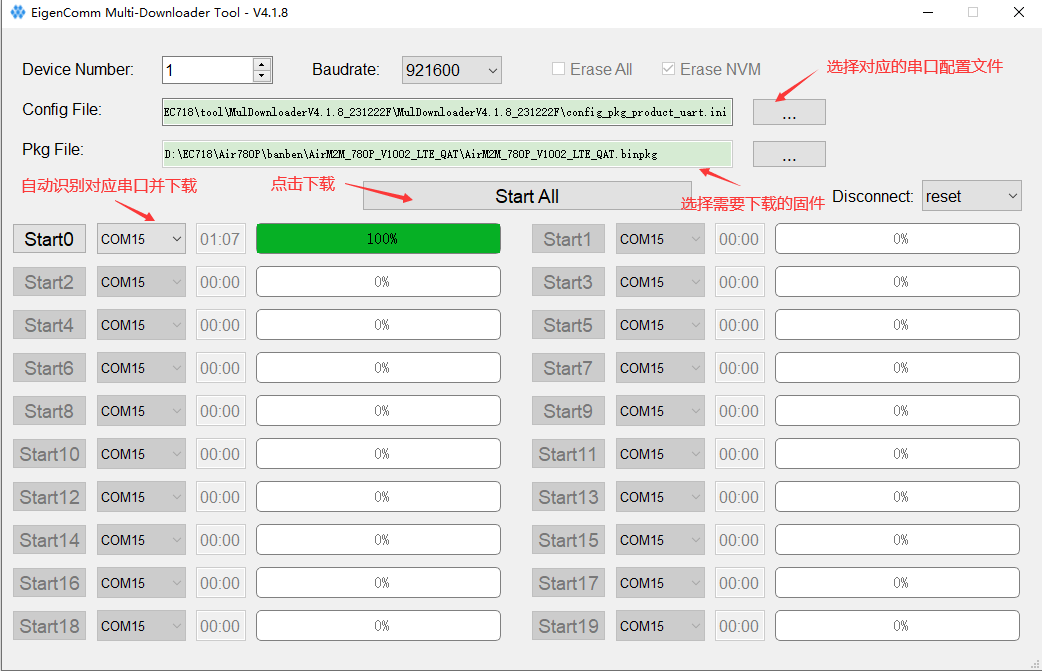 EigenComm Multi-Downloader Tool - V4.1.8
Device Number: 1 Baudrate: 921600 Erase All Erase NVM
选择对应的串口配置文件
Config File: EC718\tool\MulDownloaderV4.1.8_231222F\MulDownloaderV4.1.8_231222F\config_pkg_product_uart.ini ...
Pkg File: D:\EC718\Air780P\banben\AirM2M_780P_V1002_LTE_QAT\AirM2M_780P_V1002_LTE_QAT.binpkg ...
自动识别对应串口并下载 点击下载 选择需要下载的固件
Start All Disconnect: reset
Start0 COM15 01:07 100% Start1 COM15 00:00 0%
Start2 COM15 00:00 0% Start3 COM15 00:00 0%
Start4 COM15 00:00 0% Start5 COM15 00:00 0%
Start6 COM15 00:00 0% Start7 COM15 00:00 0%
Start8 COM15 00:00 0% Start9 COM15 00:00 0%
Start10 COM15 00:00 0% Start11 COM15 00:00 0%
Start12 COM15 00:00 0% Start13 COM15 00:00 0%
Start14 COM15 00:00 0% Start15 COM15 00:00 0%
Start16 COM15 00:00 0% Start17 COM15 00:00 0%
Start18 COM15 00:00 0% Start19 COM15 00:00 0%